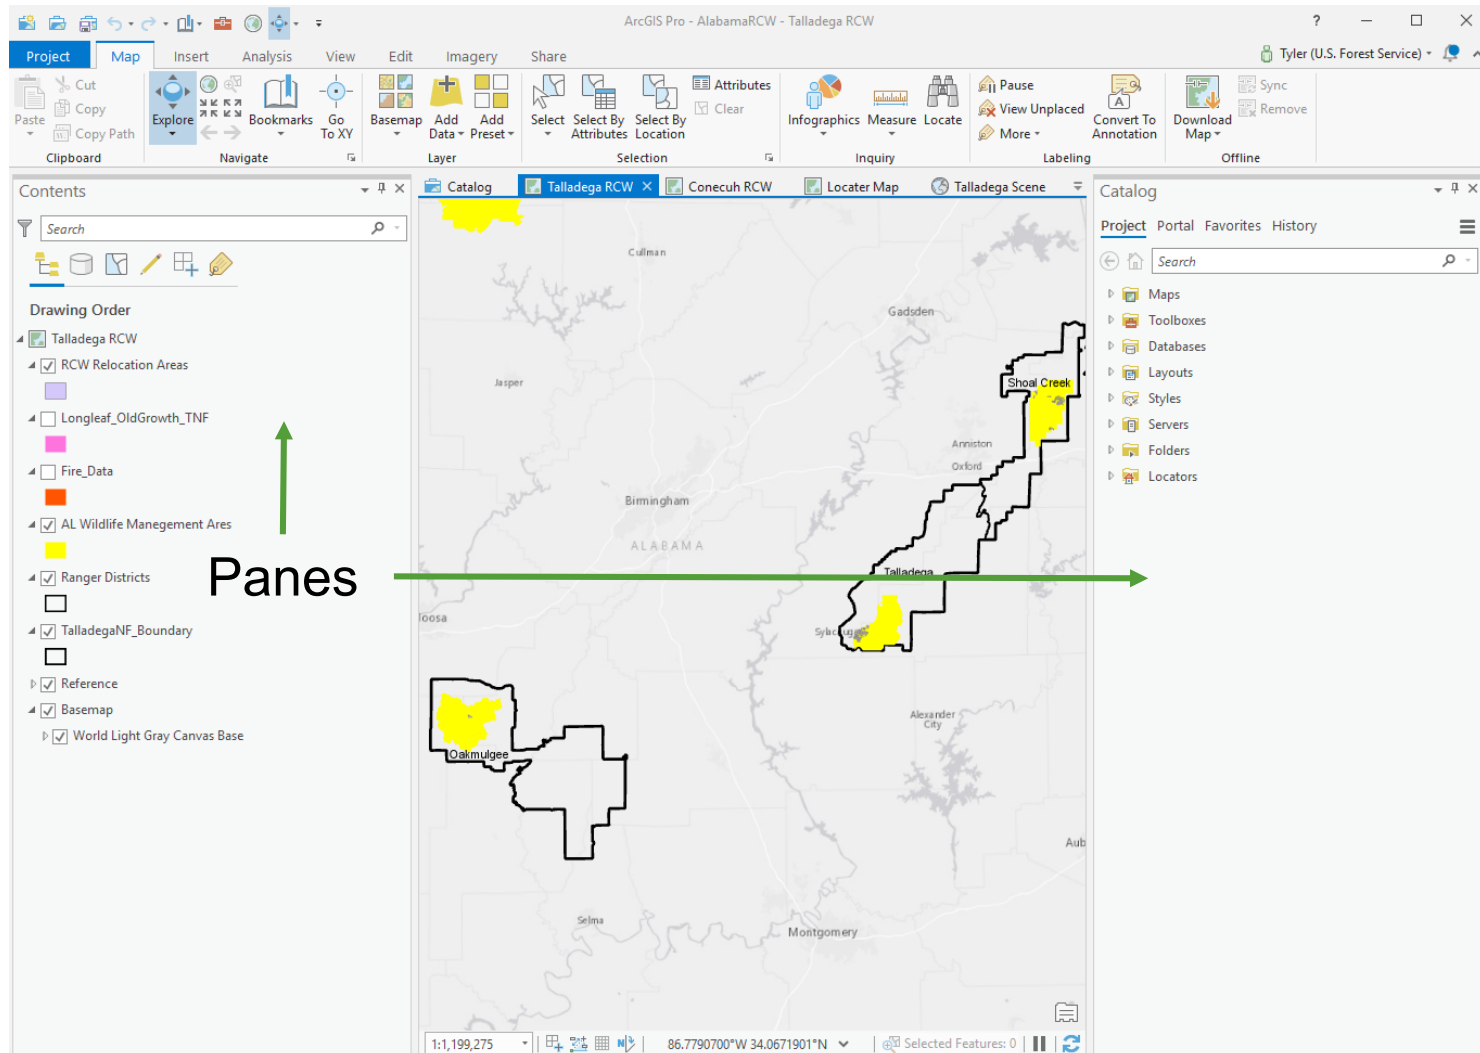 ArcGIS Pro - AlabamaRCW - Talladega RCW
?
Project Map Insert Analysis View Edit Imagery Share
Tyler (U.S. Forest Service)
Paste
Cut
Copy
Copy Path
Clipboard
Explore
Bookmarks
Go To XY
Navigate
Basemap
Add Data
Add Preset
Layer
Select
Select By Attributes
Select By Location
Attributes
Clear
Selection
Infographics
Measure
Locate
Inquiry
Pause
View Unplaced
More
Convert To Annotation
Labeling
Download Map
Sync
Remove
Offline
Contents
Search
Drawing Order
Talladega RCW
RCW Relocation Areas
Longleaf_OldGrowth_TNF
Fire_Data
AL Wildlife Manegement Ares
Ranger Districts
TalladegaNF_Boundary
Reference
Basemap
World Light Gray Canvas Base
Panes
Catalog Talladega RCW Conecuh RCW Locater Map Talladega Scene
Cullman
Gadsden
Jasper
Shoal Creek
Anniston
Oxford
Birmingham
ALABAMA
Talladega
loosa
Oakmulgee
Alexander
City
Aub
Selma
Montgomery
1:1,199,275
86.7790700°W 34.0671901°N
Selected Features: 0
Catalog
Project Portal Favorites History
Search
Maps
Toolboxes
Databases
Layouts
Styles
Servers
Folders
Locators